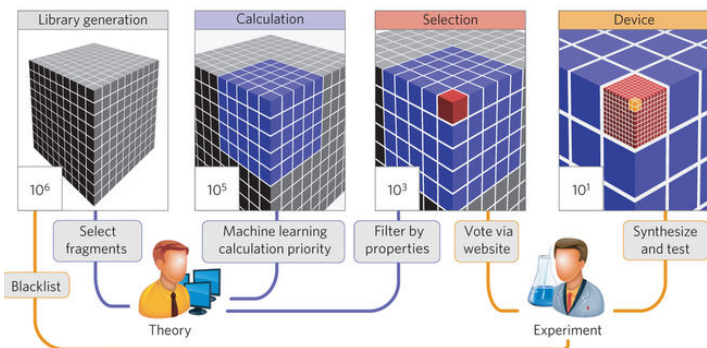 Library generation
Calculation
Selection
Device
10⁶
10⁵
10³
10¹
Select
fragments
Machine learning
calculation priority
Filter by
properties
Vote via
website
Synthesize
and test
Blacklist
Theory
Experiment